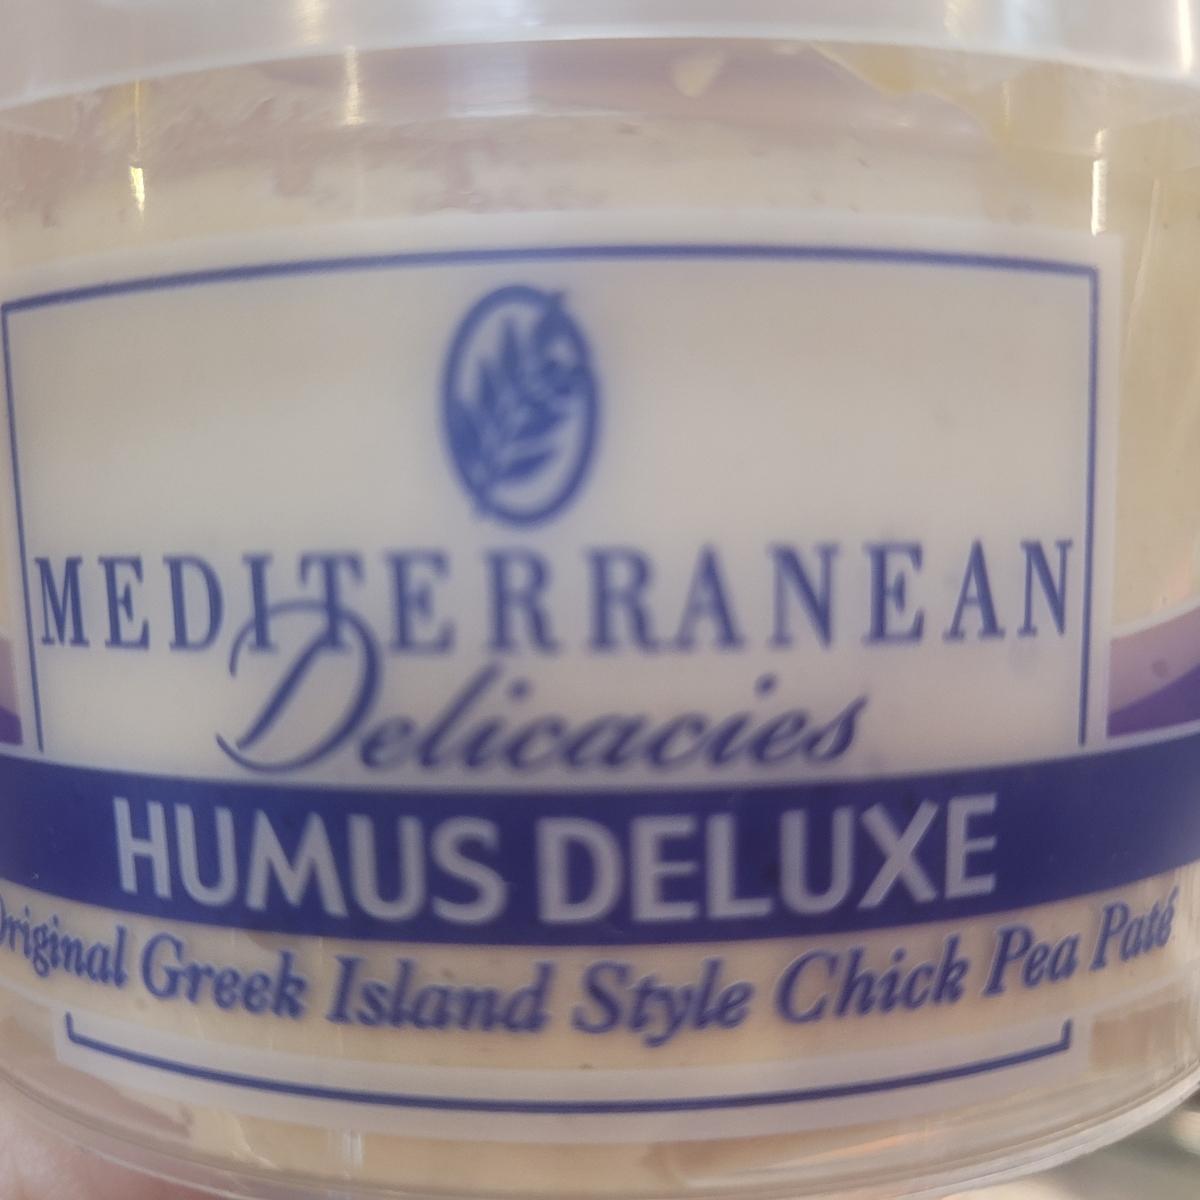 MEDITERRANEAN
Delicacies
HUMUS DELUXE
Original Greek Island Style Chick Pea Paté